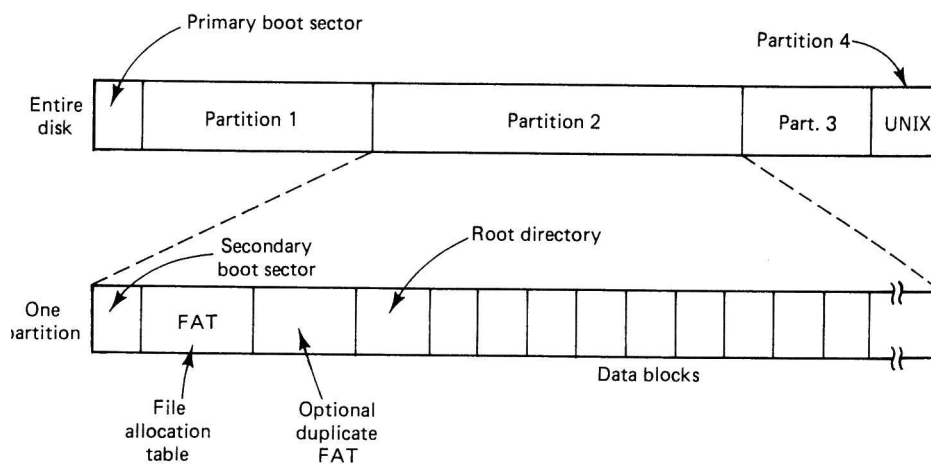 Primary boot sector
Partition 4
Entire
disk
Partition 1
Partition 2
Part. 3
UNIX
Secondary
boot sector
Root directory
One
partition
FAT
Data blocks
File
allocation
table
Optional
duplicate
FAT